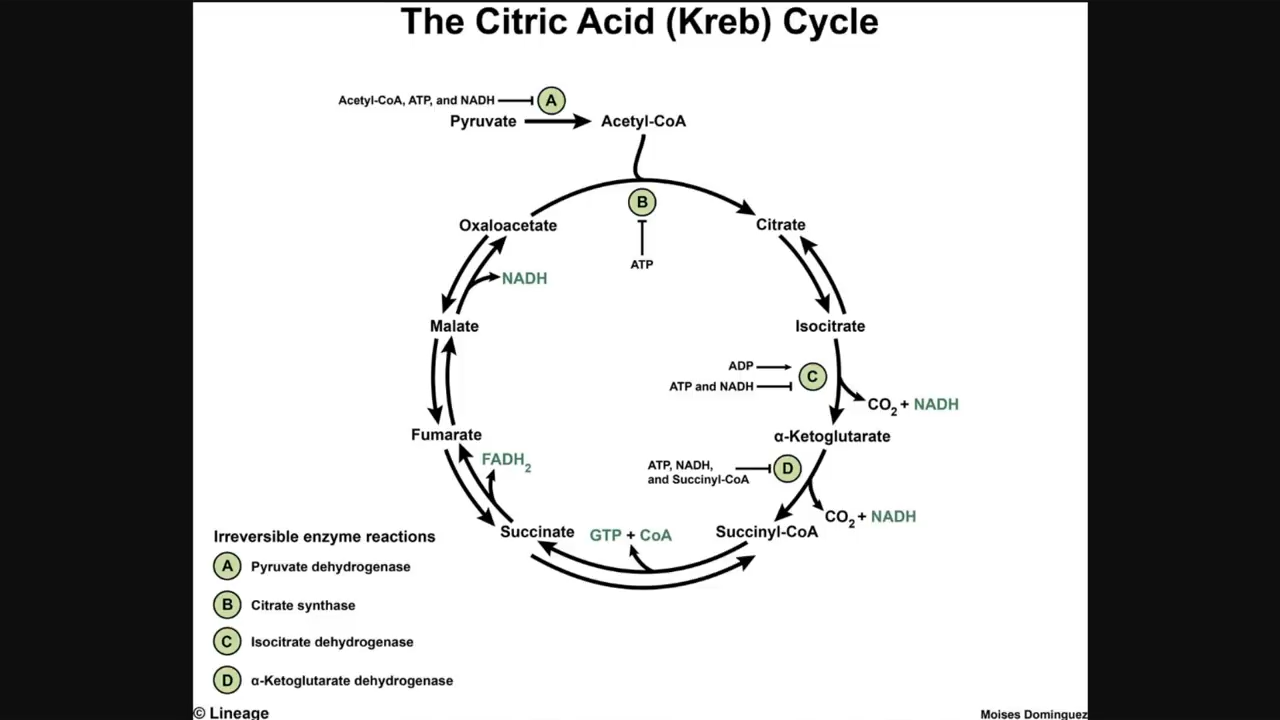 The Citric Acid (Kreb) Cycle
Acetyl-CoA, ATP, and NADH
A
Pyruvate
Acetyl-CoA
B
ATP
Oxaloacetate
Citrate
NADH
Malate
Isocitrate
ADP
ATP and NADH
C
CO₂ + NADH
Fumarate
α-Ketoglutarate
FADH₂
ATP, NADH,
and Succinyl-CoA
D
CO₂ + NADH
Succinate
GTP + CoA
Succinyl-CoA
Irreversible enzyme reactions
A Pyruvate dehydrogenase
B Citrate synthase
C Isocitrate dehydrogenase
D α-Ketoglutarate dehydrogenase
© Lineage
Moises Dominguez